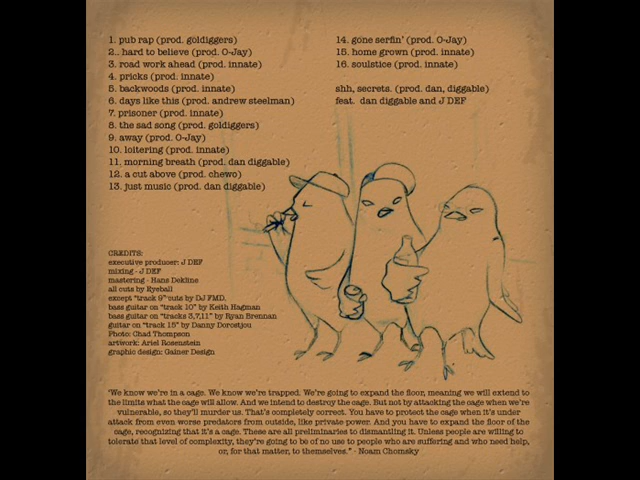 1. pub rap (prod. goldiggers)
2.. hard to believe (prod. O-Jay)
3. road work ahead (prod. innate)
4. pricks (prod. innate)
5. backwoods (prod. innate)
6. days like this (prod. andrew steelman)
7. prisoner (prod. innate)
8. the sad song (prod. goldiggers)
9. away (prod. O-Jay)
10. loitering (prod. innate)
11. morning breath (prod. dan diggable)
12. a cut above (prod. chewo)
13. just music (prod. dan diggable)
14. gone serfin' (prod. O-Jay)
15. home grown (prod. innate)
16. soulstice (prod. innate)
shh, secrets. (prod. dan, diggable)
feat. dan diggable and J DEF
CREDITS:
executive producer: J DEF
mixing - J DEF
mastering - Hans Dekline
all cuts by Eyeball
except "track 9" cuts by DJ FMD,
bass guitar on "track 10" by Keith Hagman
bass guitar on "tracks 3,7,11" by Ryan Brennan
guitar on "track 15" by Danny Dorostjou
Photo: Chad Thompson
artwork: Ariel Rosenstein
graphic design: Gainer Design
"We know we're in a cage. We know we're trapped. We're going to expand the floor, meaning we will extend to
the limits what the cage will allow. And we intend to destroy the cage. But not by attacking the cage when we're
vulnerable, so they'll murder us. That's completely correct. You have to protect the cage when it's under
attack from even worse predators from outside, like private power. And you have to expand the floor of the
cage, recognizing that it's a cage. These are all preliminaries to dismantling it. Unless people are willing to
tolerate that level of complexity, they're going to be of no use to people who are suffering and who need help,
or, for that matter, to themselves." - Noam Chomsky